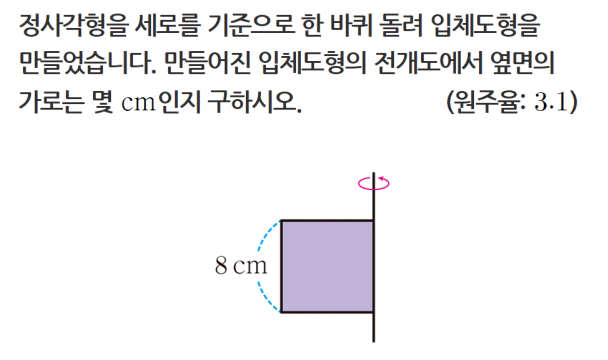 정사각형을 세로를 기준으로 한 바퀴 돌려 입체도형을
만들었습니다. 만들어진 입체도형의 전개도에서 옆면의
가로는 몇 cm인지 구하시오. (원주율: 3.1)
8 cm